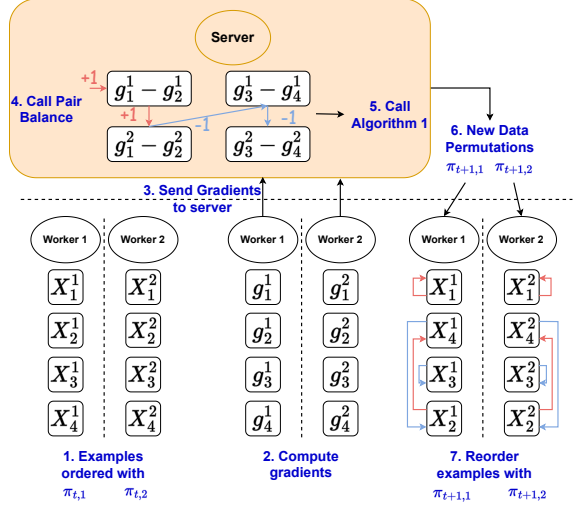 Server
+1
g_1^1 − g_2^1
g_3^1 − g_4^1
4. Call Pair
Balance
+1
-1
-1
5. Call
Algorithm 1
g_1^2 − g_2^2
g_3^2 − g_4^2
6. New Data
Permutations
π_{t+1,1} π_{t+1,2}
3. Send Gradients
to server
Worker 1 Worker 2 Worker 1 Worker 2 Worker 1 Worker 2
X_1^1 X_1^2 g_1^1 g_1^2 X_1^1 X_1^2
X_2^1 X_2^2 g_2^1 g_2^2 X_4^1 X_4^2
X_3^1 X_3^2 g_3^1 g_3^2 X_3^1 X_3^2
X_4^1 X_4^2 g_4^1 g_4^2 X_2^1 X_2^2
1. Examples
ordered with
π_{t,1} π_{t,2}
2. Compute
gradients
7. Reorder
examples with
π_{t+1,1} π_{t+1,2}